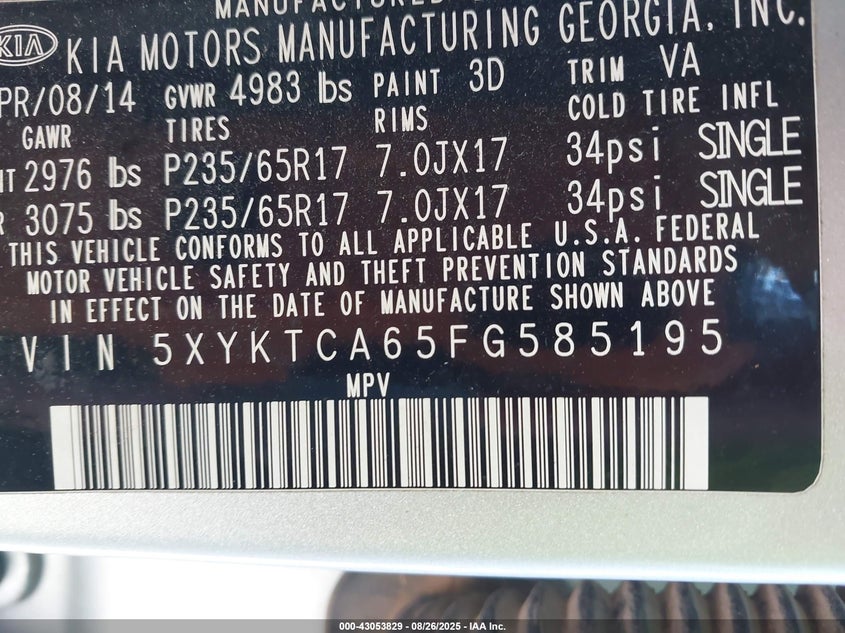 MANUFACTURED
KIA KIA MOTORS MANUFACTURING GEORGIA, INC.
PR/08/14 GVWR 4983 lbs PAINT 3D TRIM VA
GAWR TIRES RIMS COLD TIRE INFL
NT 2976 lbs P235/65R17 7.0JX17 34psi SINGLE
R 3075 lbs P235/65R17 7.0JX17 34psi SINGLE
THIS VEHICLE CONFORMS TO ALL APPLICABLE U.S.A. FEDERAL
MOTOR VEHICLE SAFETY AND THEFT PREVENTION STANDARDS
IN EFFECT ON THE DATE OF MANUFACTURE SHOWN ABOVE
VIN 5XYKTCA65FG585195
MPV
000-43053829 - 08/26/2025 - IAA Inc.